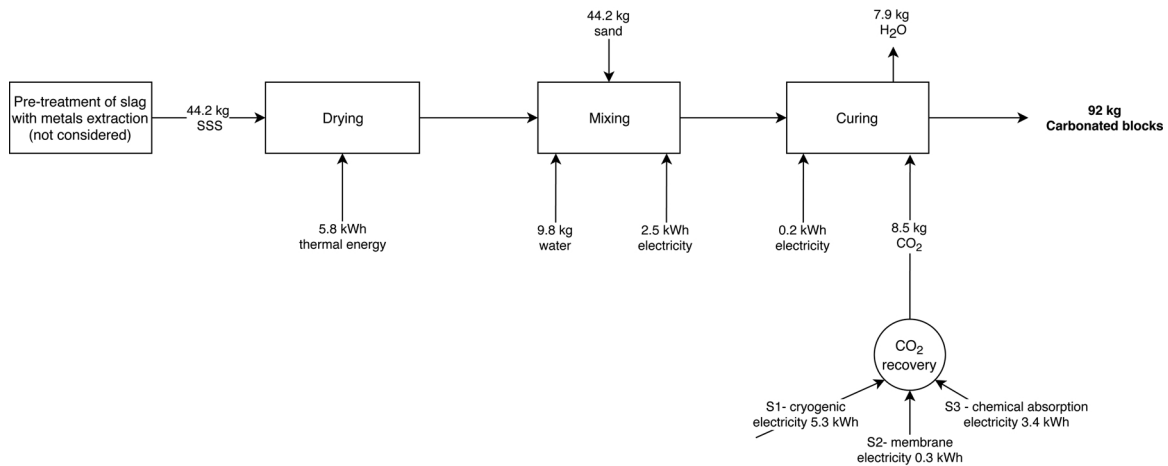 44.2 kg
sand
7.9 kg
H₂O
Pre-treatment of slag
with metals extraction
(not considered)
44.2 kg
SSS
Drying
Mixing
Curing
92 kg
Carbonated blocks
5.8 kWh
thermal energy
9.8 kg
water
2.5 kWh
electricity
0.2 kWh
electricity
8.5 kg
CO₂
CO₂
recovery
S1- cryogenic
electricity 5.3 kWh
S2- membrane
electricity 0.3 kWh
S3 - chemical absorption
electricity 3.4 kWh